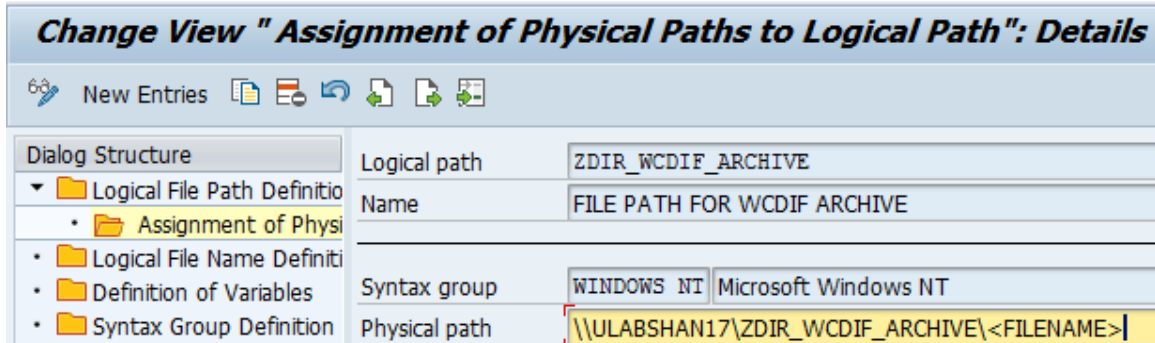 Change View " Assignment of Physical Paths to Logical Path": Details
New Entries
Dialog Structure
Logical File Path Definitio
Assignment of Physi
Logical File Name Definiti
Definition of Variables
Syntax Group Definition
Logical path ZDIR_WCDIF_ARCHIVE
Name FILE PATH FOR WCDIF ARCHIVE
Syntax group WINDOWS NT Microsoft Windows NT
Physical path \\ULABSHAN17\ZDIR_WCDIF_ARCHIVE\<FILENAME>